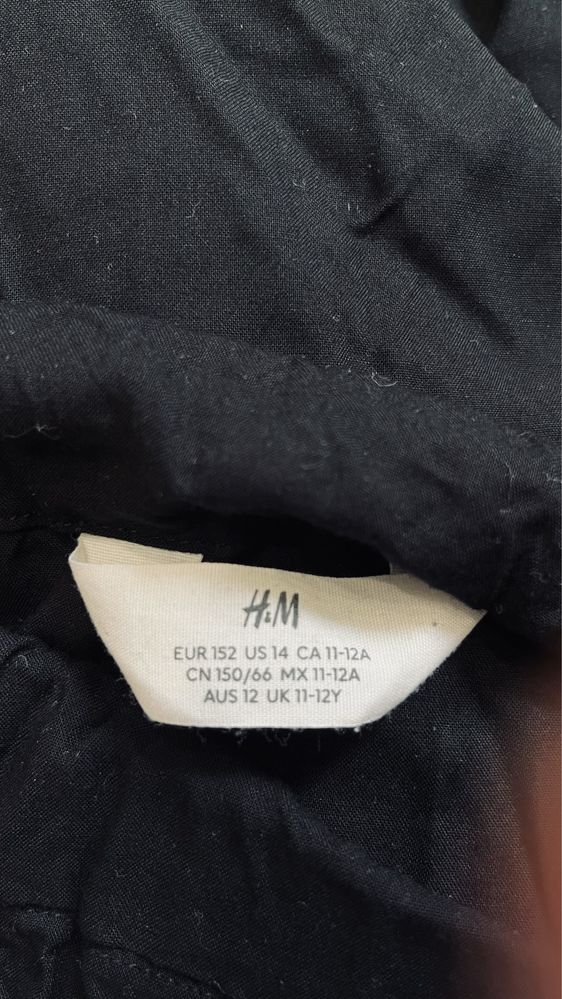 H&M
EUR 152 US 14 CA 11-12A
CN 150/66 MX 11-12A
AUS 12 UK 11-12Y